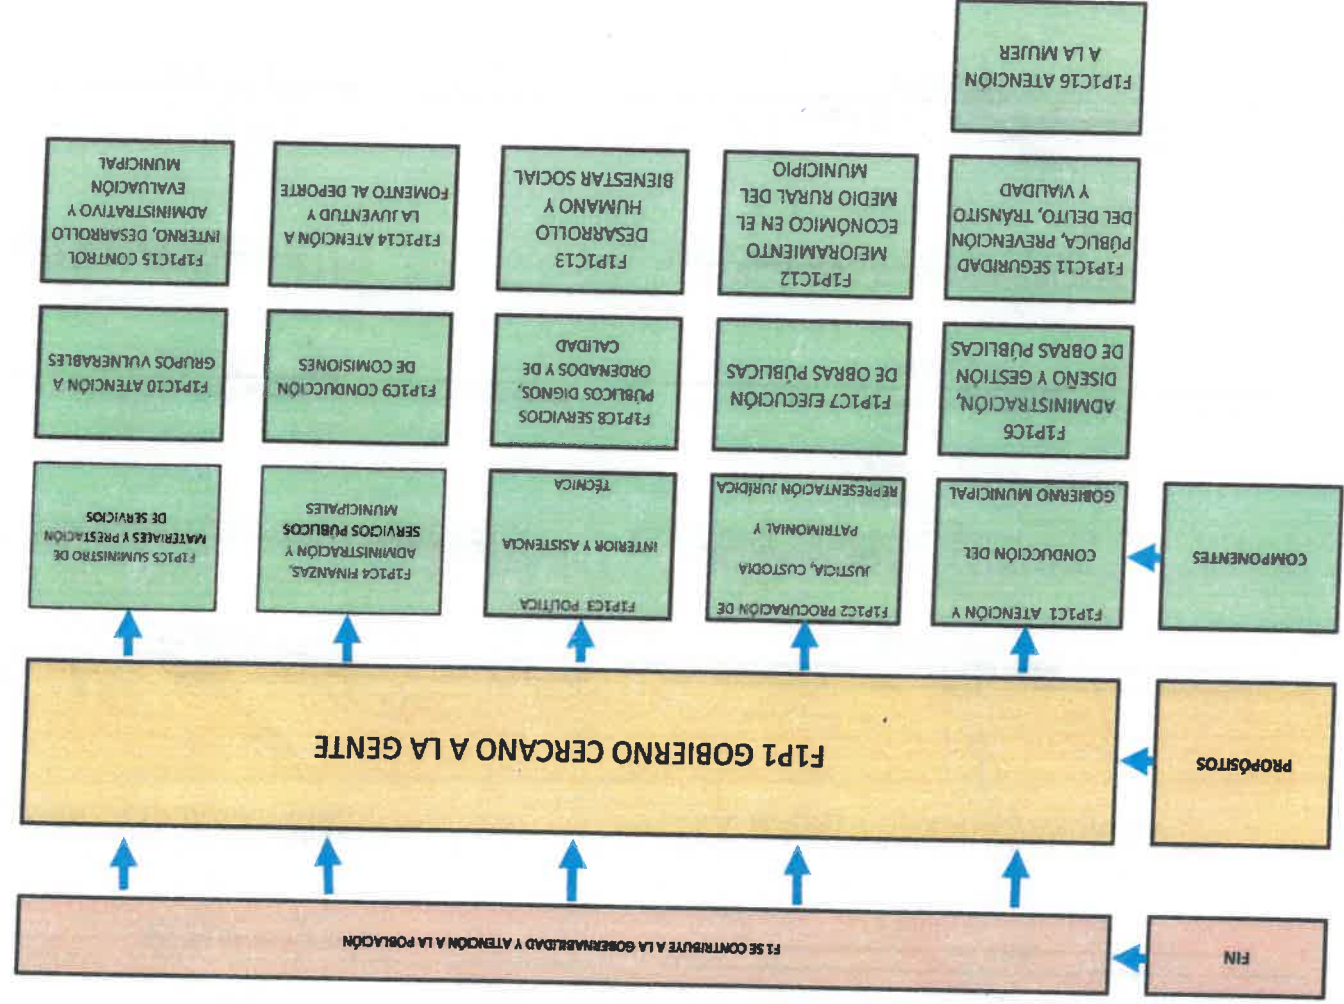 FIN
F1 SE CONTRIBUYE A LA GOBERNABILIDAD Y ATENCIÓN A LA POBLACIÓN
PROPÓSITOS
F1P1 GOBIERNO CERCANO A LA GENTE
COMPONENTES
F1P1C1 ATENCIÓN Y
CONDUCCIÓN DEL
GOBIERNO MUNICIPAL
F1P1C2 PROCURACIÓN DE
JUSTICIA, CUSTODIA
PATRIMONIAL Y
REPRESENTACIÓN JURÍDICA
F1P1C3 POLÍTICA
INTERIOR Y ASISTENCIA
TÉCNICA
F1P1C4 FINANZAS,
ADMINISTRACIÓN Y
SERVICIOS PÚBLICOS
MUNICIPALES
F1P1C5 SUMINISTRO DE
MATERIALES Y PRESTACIÓN
DE SERVICIOS
F1P1C6
ADMINISTRACIÓN,
DISEÑO Y GESTIÓN
DE OBRAS PÚBLICAS
F1P1C7 EJECUCIÓN
DE OBRAS PÚBLICAS
F1P1C8 SERVICIOS
PÚBLICOS DIGNOS,
ORDENADOS Y DE
CALIDAD
F1P1C9 CONDUCCIÓN
DE COMISIONES
F1P1C10 ATENCIÓN A
GRUPOS VULNERABLES
F1P1C11 SEGURIDAD
PÚBLICA, PREVENCIÓN
DEL DELITO, TRÁNSITO
Y VIALIDAD
F1P1C12
MEJORAMIENTO
ECONÓMICO EN EL
MEDIO RURAL DEL
MUNICIPIO
F1P1C13
DESARROLLO
HUMANO Y
BIENESTAR SOCIAL
F1P1C14 ATENCIÓN A
LA JUVENTUD Y
FOMENTO AL DEPORTE
F1P1C15 CONTROL
INTERNO, DESARROLLO
ADMINISTRATIVO Y
EVALUACIÓN
MUNICIPAL
F1P1C16 ATENCIÓN
A LA MUJER